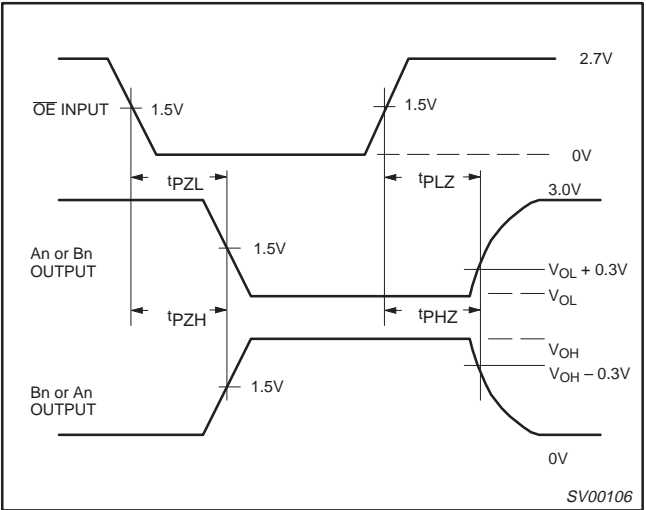 2.7V
OE INPUT
1.5V
1.5V
0V
tPZL
tPLZ
3.0V
An or Bn
OUTPUT
1.5V
VOL + 0.3V
VOL
tPZH
tPHZ
VOH
VOH – 0.3V
Bn or An
OUTPUT
1.5V
0V
SV00106